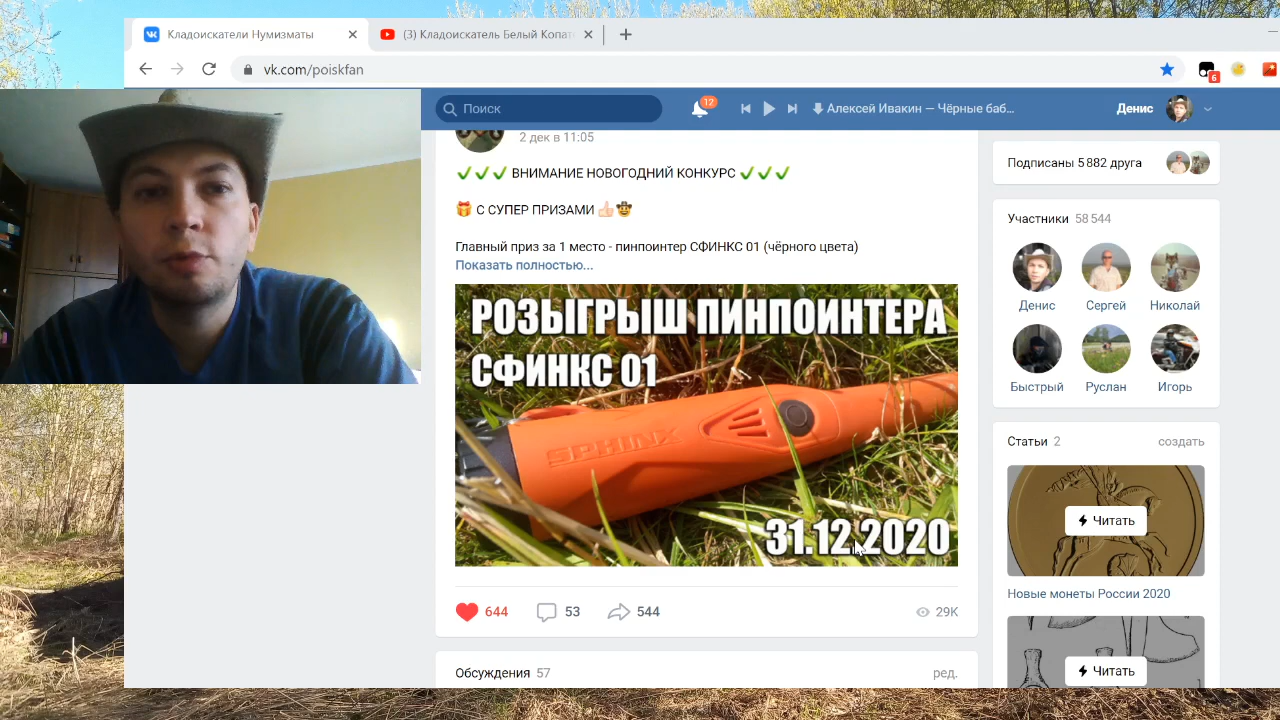 Кладоискатели Нумизматы
(3) Кладоискатель Белый Копат
vk.com/poiskfan
6
Поиск
12
Алексей Ивакин — Чёрные баб...
Денис
2 дек в 11:05
ВНИМАНИЕ НОВОГОДНИЙ КОНКУРС
С СУПЕР ПРИЗАМИ
Главный приз за 1 место - пинпоинтер СФИНКС 01 (чёрного цвета)
Показать полностью...
РОЗЫГРЫШ ПИНПОИНТЕРА
СФИНКС 01
SPHINX
31.12.2020
644
53
544
29K
Обсуждения 57
ред.
Подписаны 5 882 друга
Участники 58 544
Денис
Сергей
Николай
Быстрый
Руслан
Игорь
Статьи 2
создать
Читать
Новые монеты России 2020
Читать